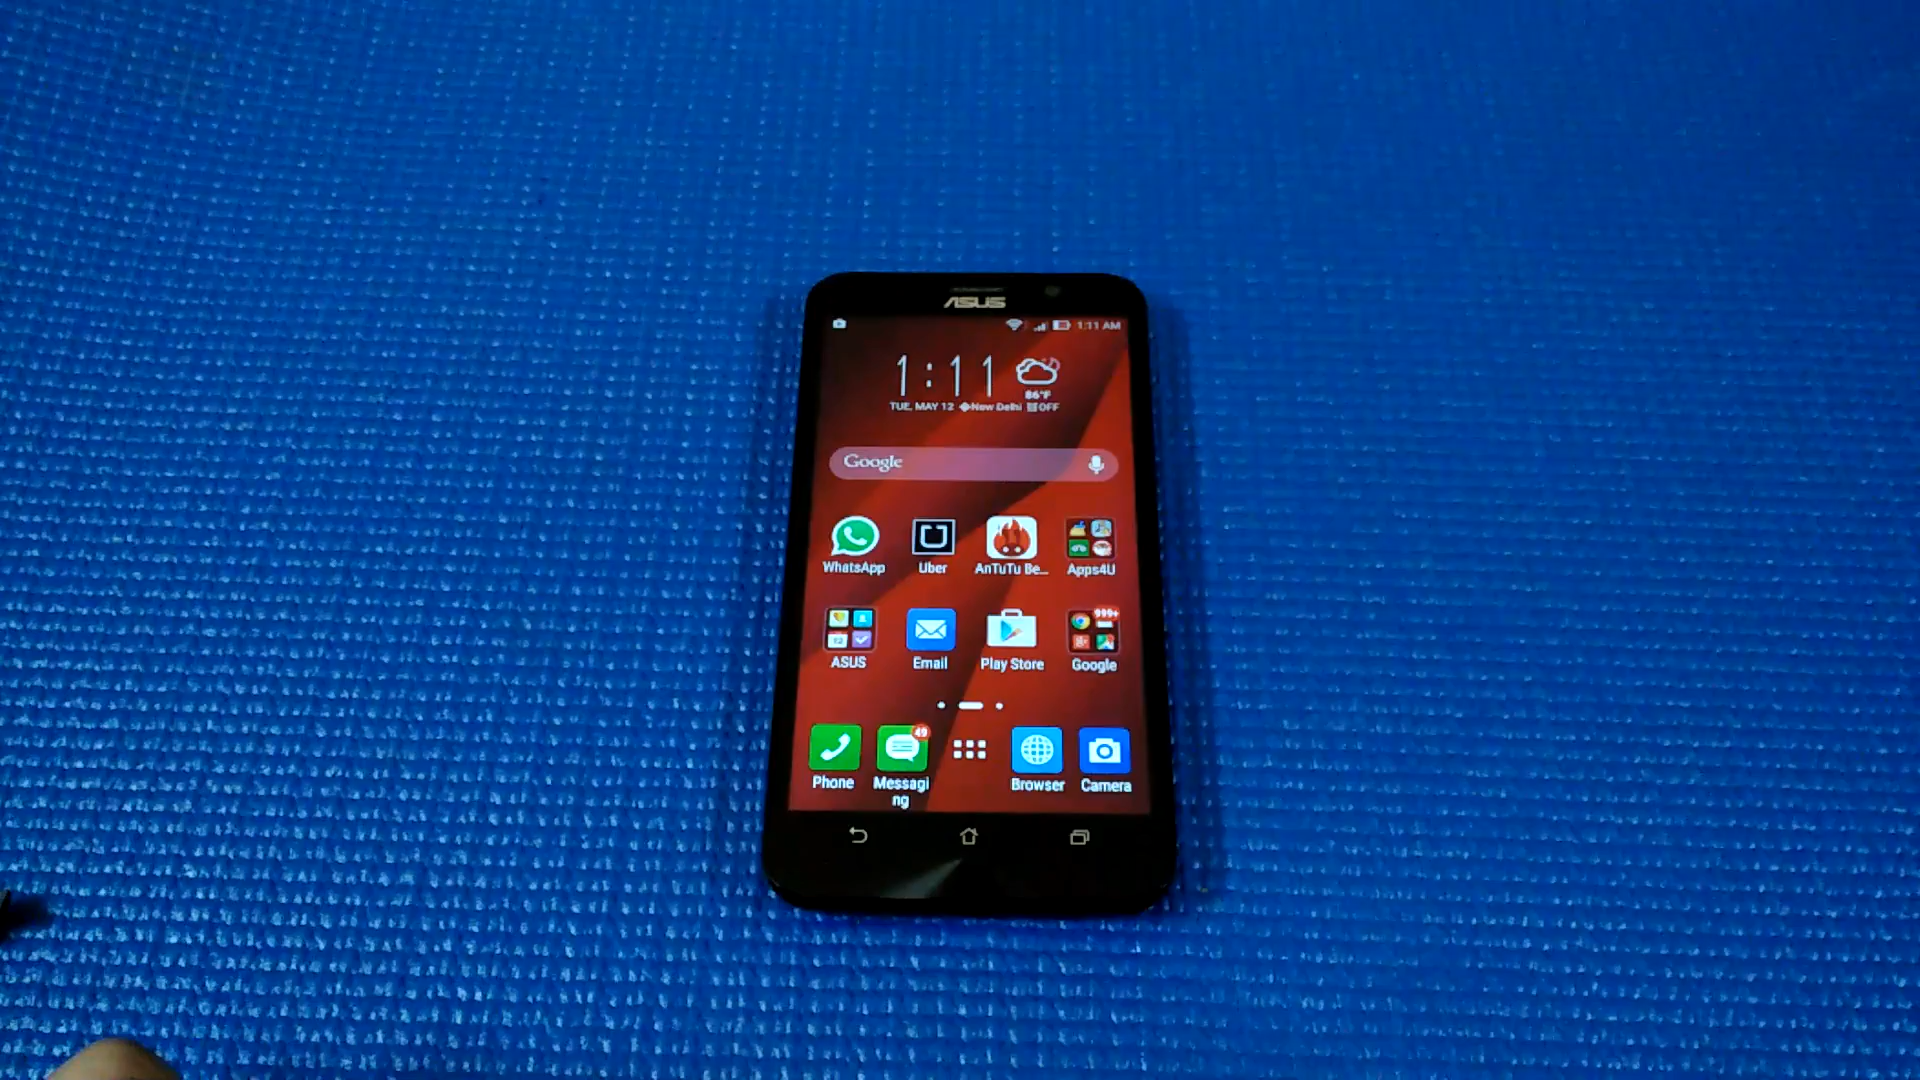 ASUS
1:11 AM
1:11
86°F
TUE, MAY 12 New Delhi OFF
Google
WhatsApp Uber AnTuTu Be... Apps4U
12
999+
ASUS Email Play Store Google
49
Phone Messagi
ng Browser Camera